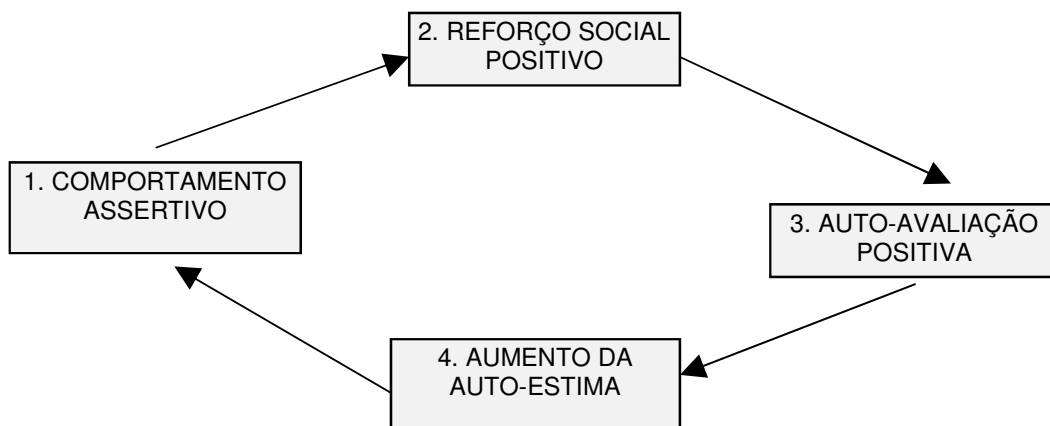 2. REFORÇO SOCIAL
POSITIVO
1. COMPORTAMENTO
ASSERTIVO
3. AUTO-AVALIAÇÃO
POSITIVA
4. AUMENTO DA
AUTO-ESTIMA